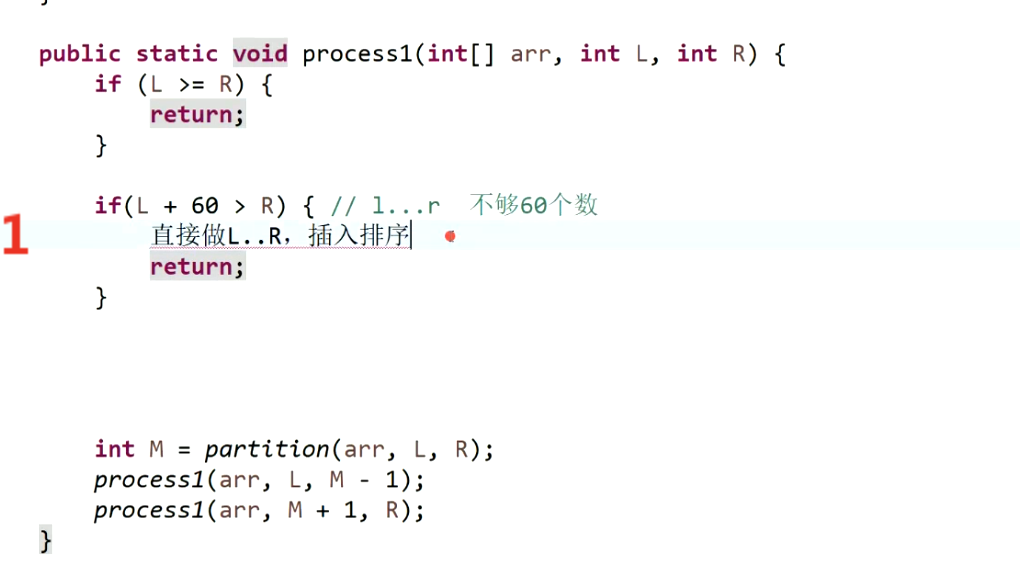 }
public static void process1(int[] arr, int L, int R) {
if (L >= R) {
return;
}
if(L + 60 > R) { // l...r 不够60个数
1
直接做L..R，插入排序
return;
}
int M = partition(arr, L, R);
process1(arr, L, M - 1);
process1(arr, M + 1, R);
}